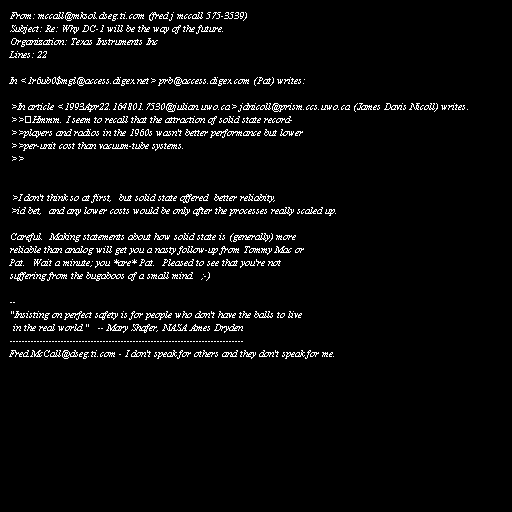 From: mccall@mksol.dseg.ti.com (fred j mccall 575-3539)
Subject: Re: Why DC-1 will be the way of the future.
Organization: Texas Instruments Inc
Lines: 22

In <1r6ub0$mgl@access.digex.net> prb@access.digex.com (Pat) writes:

>In article <1993Apr22.164801.7530@julian.uwo.ca> jdnicoll@prism.ccs.uwo.ca (James Davis Nicoll) writes:
>>Hmmm. I seem to recall that the attraction of solid state record-
>>players and radios in the 1960s wasn't better performance but lower
>>per-unit cost than vacuum-tube systems.
>>

>I don't think so at first, but solid state offered better reliabity,
>id bet, and any lower costs would be only after the processes really scaled up.

Careful. Making statements about how solid state is (generally) more
reliable than analog will get you a nasty follow-up from Tommy Mac or
Pat. Wait a minute; you *are* Pat. Pleased to see that you're not
suffering from the bugaboos of a small mind. ;-)

--
"Insisting on perfect safety is for people who don't have the balls to live
in the real world." -- Mary Shafer, NASA Ames Dryden
------------------------------------------------------------------------------
Fred.McCall@dseg.ti.com - I don't speak for others and they don't speak for me.